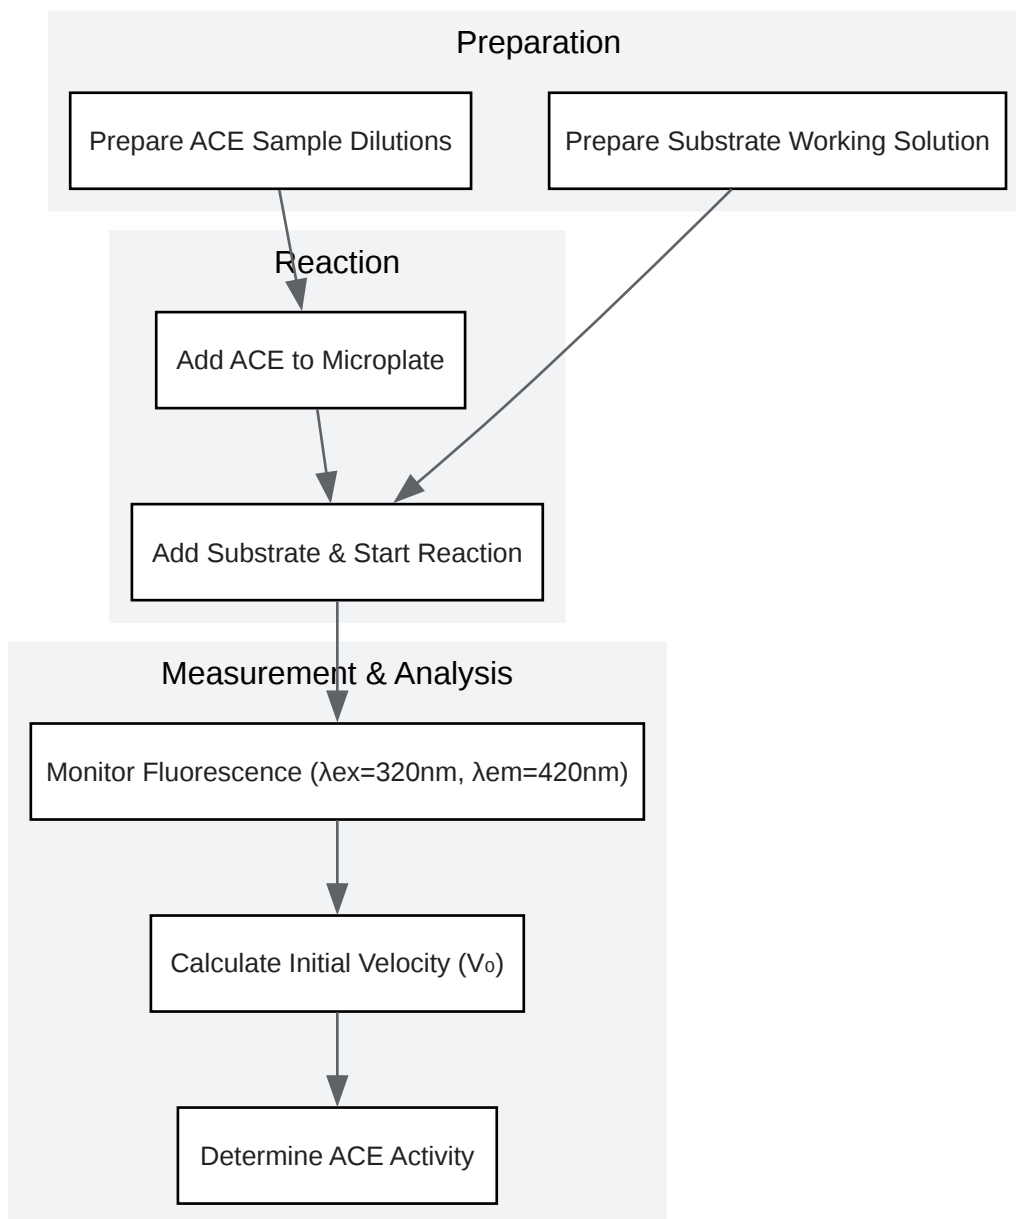 Preparation
Prepare ACE Sample Dilutions
Prepare Substrate Working Solution
Reaction
Add ACE to Microplate
Add Substrate & Start Reaction
Measurement & Analysis
Monitor Fluorescence (λex=320nm, λem=420nm)
Calculate Initial Velocity (V₀)
Determine ACE Activity